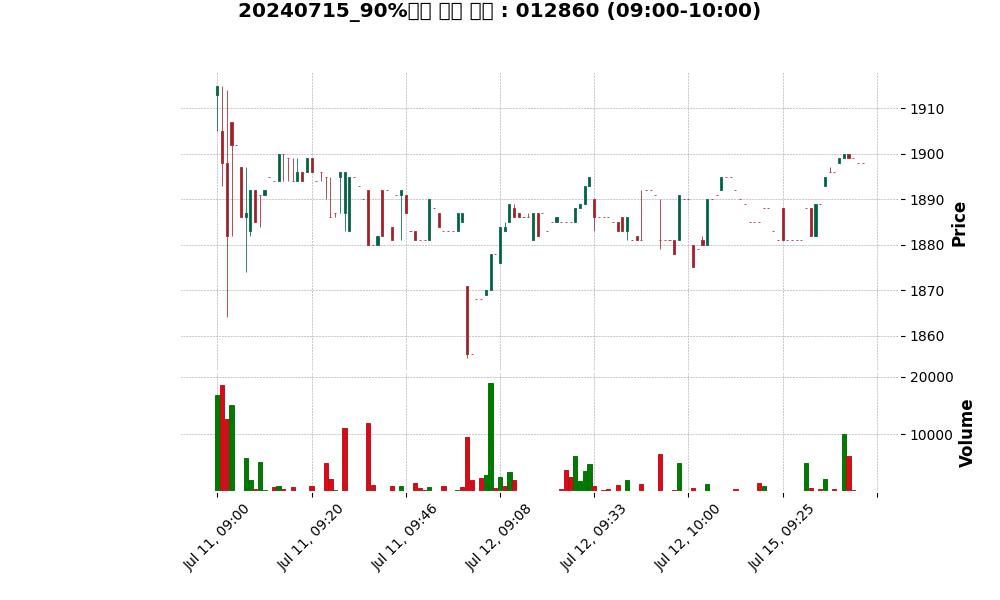 20240715_90% : 012860 (09:00-10:00)
1910
1900
1890
1880
1870
1860
Price
20000
10000
Volume
Jul 11, 09:00
Jul 11, 09:20
Jul 11, 09:46
Jul 12, 09:08
Jul 12, 09:33
Jul 12, 10:00
Jul 15, 09:25